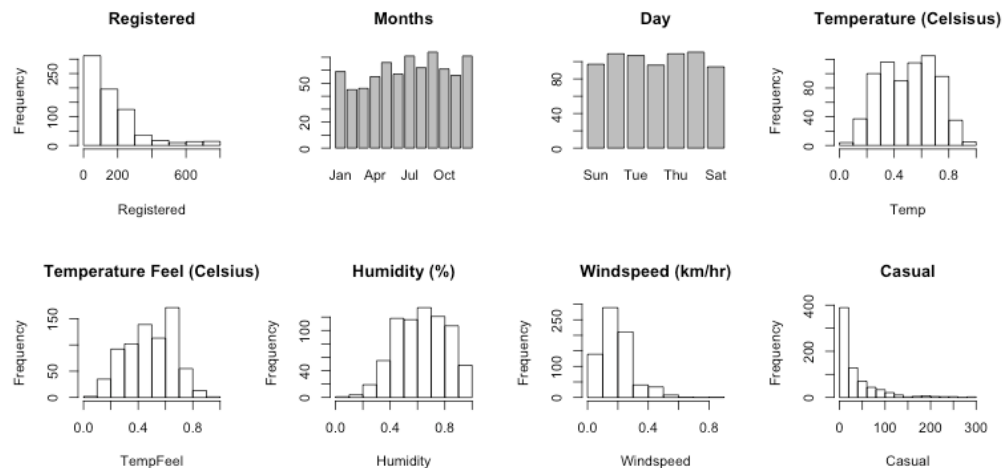 Registered
Frequency
0 100 250
0 200 600
Registered
Months
0 20 50
Jan Apr Jul Oct
Day
0 40 80
Sun Tue Thu Sat
Temperature (Celsisus)
Frequency
0 40 80 120
0.0 0.4 0.8
Temp
Temperature Feel (Celsius)
Frequency
0 50 150
0.0 0.4 0.8
TempFeel
Humidity (%)
Frequency
0 40 100
0.0 0.4 0.8
Humidity
Windspeed (km/hr)
Frequency
0 100 250
0.0 0.4 0.8
Windspeed
Casual
Frequency
0 100 200 400
0 100 200 300
Casual